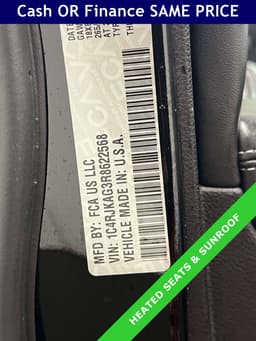 Cash OR Finance SAME PRICE
MFD BY: FCA US LLC
VIN: 1C4RJKAG3R8622568
VEHICLE MADE IN: U.S.A.
HEATED SEATS & SUNROOF